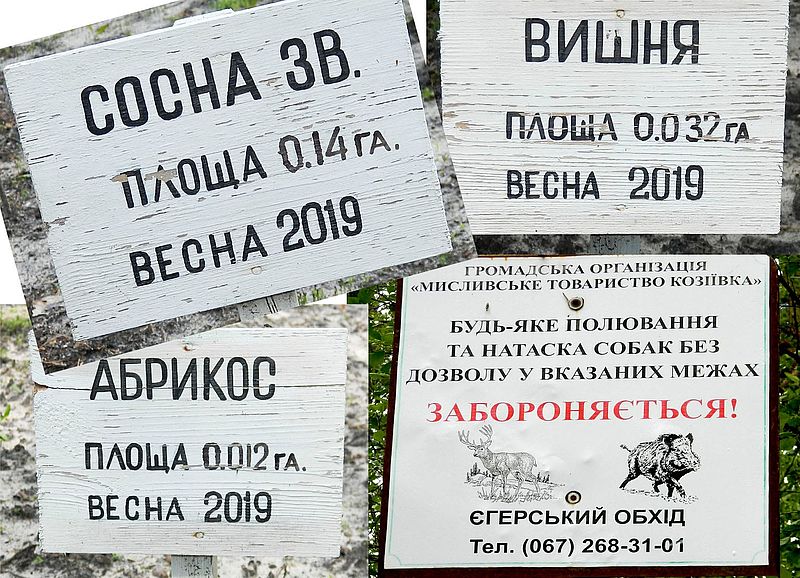 СОСНА ЗВ.
ПЛОЩА 0.14 ГА.
ВЕСНА 2019
ВИШНЯ
ПЛОЩА 0.032 ГА
ВЕСНА 2019
АБРИКОС
ПЛОЩА 0.012 ГА.
ВЕСНА 2019
ГРОМАДСЬКА ОРГАНІЗАЦІЯ
«МИСЛИВСЬКЕ ТОВАРИСТВО КОЗІЇВКА»
БУДЬ-ЯКЕ ПОЛЮВАННЯ
ТА НАТАСКА СОБАК БЕЗ
ДОЗВОЛУ У ВКАЗАНИХ МЕЖАХ
ЗАБОРОНЯЄТЬСЯ!
ЄГЕРСЬКИЙ ОБХІД
Тел. (067) 268-31-01